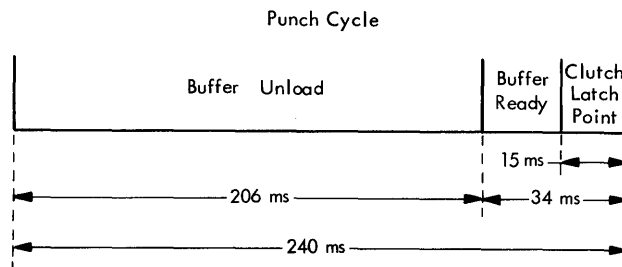 Punch Cycle
Buffer Unload
Buffer
Ready
Clutch
Latch
Point
15 ms
206 ms
34 ms
240 ms